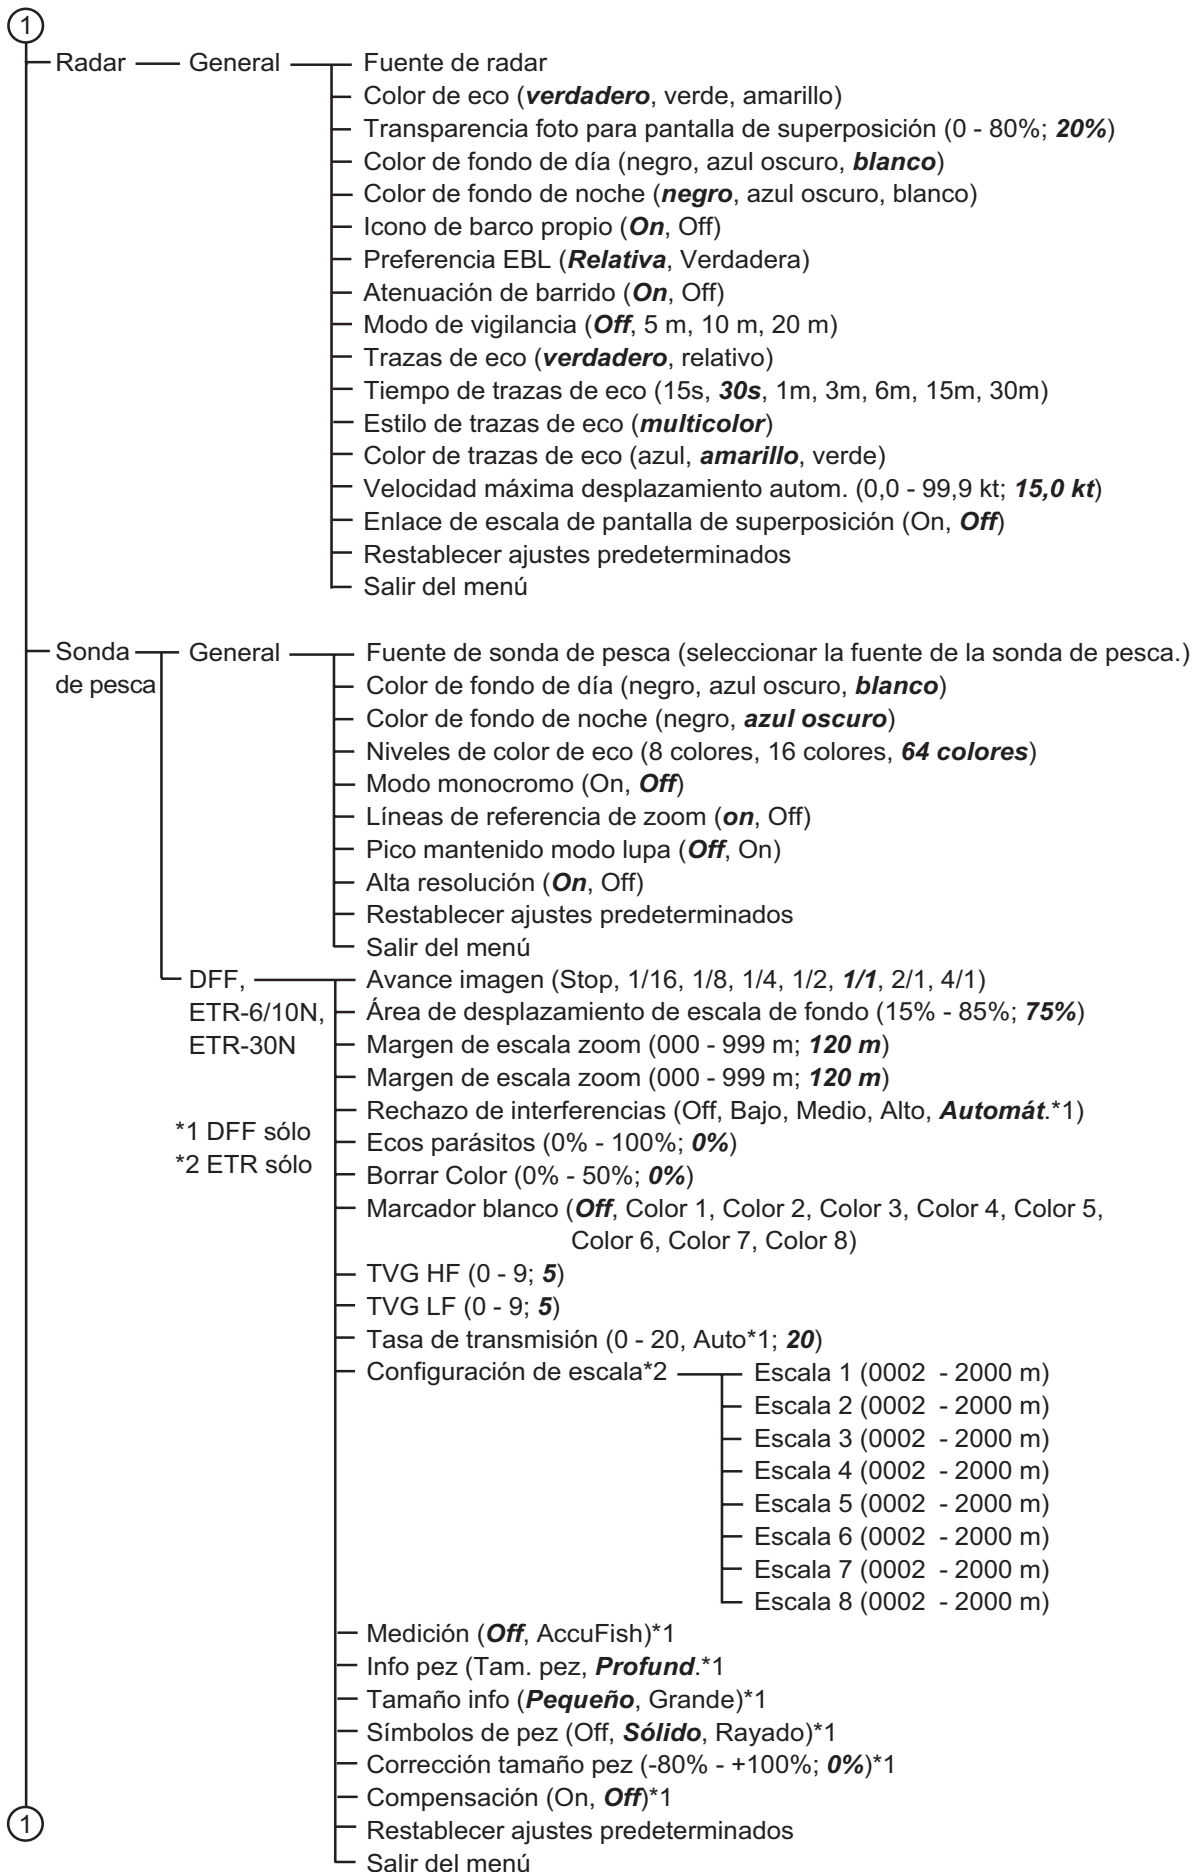 1
Radar General Fuente de radar
Color de eco (verdadero, verde, amarillo)
Transparencia foto para pantalla de superposición (0 - 80%; 20%)
Color de fondo de día (negro, azul oscuro, blanco)
Color de fondo de noche (negro, azul oscuro, blanco)
Icono de barco propio (On, Off)
Preferencia EBL (Relativa, Verdadera)
Atenuación de barrido (On, Off)
Modo de vigilancia (Off, 5 m, 10 m, 20 m)
Trazas de eco (verdadero, relativo)
Tiempo de trazas de eco (15s, 30s, 1m, 3m, 6m, 15m, 30m)
Estilo de trazas de eco (multicolor)
Color de trazas de eco (azul, amarillo, verde)
Velocidad máxima desplazamiento autom. (0,0 - 99,9 kt; 15,0 kt)
Enlace de escala de pantalla de superposición (On, Off)
Restablecer ajustes predeterminados
Salir del menú
Sonda de pesca
General
Fuente de sonda de pesca (seleccionar la fuente de la sonda de pesca.)
Color de fondo de día (negro, azul oscuro, blanco)
Color de fondo de noche (negro, azul oscuro)
Niveles de color de eco (8 colores, 16 colores, 64 colores)
Modo monocromo (On, Off)
Líneas de referencia de zoom (on, Off)
Pico mantenido modo lupa (Off, On)
Alta resolución (On, Off)
Restablecer ajustes predeterminados
Salir del menú
DFF,
ETR-6/10N,
ETR-30N
*1 DFF sólo
*2 ETR sólo
Avance imagen (Stop, 1/16, 1/8, 1/4, 1/2, 1/1, 2/1, 4/1)
Área de desplazamiento de escala de fondo (15% - 85%; 75%)
Margen de escala zoom (000 - 999 m; 120 m)
Margen de escala zoom (000 - 999 m; 120 m)
Rechazo de interferencias (Off, Bajo, Medio, Alto, Automát.*1)
Ecos parásitos (0% - 100%; 0%)
Borrar Color (0% - 50%; 0%)
Marcador blanco (Off, Color 1, Color 2, Color 3, Color 4, Color 5,
Color 6, Color 7, Color 8)
TVG HF (0 - 9; 5)
TVG LF (0 - 9; 5)
Tasa de transmisión (0 - 20, Auto*1; 20)
Configuración de escala*2 Escala 1 (0002 - 2000 m)
Escala 2 (0002 - 2000 m)
Escala 3 (0002 - 2000 m)
Escala 4 (0002 - 2000 m)
Escala 5 (0002 - 2000 m)
Escala 6 (0002 - 2000 m)
Escala 7 (0002 - 2000 m)
Escala 8 (0002 - 2000 m)
Medición (Off, AccuFish)*1
Info pez (Tam. pez, Profund.*1
Tamaño info (Pequeño, Grande)*1
Símbolos de pez (Off, Sólido, Rayado)*1
Corrección tamaño pez (-80% - +100%; 0%)*1
Compensación (On, Off)*1
Restablecer ajustes predeterminados
Salir del menú
1